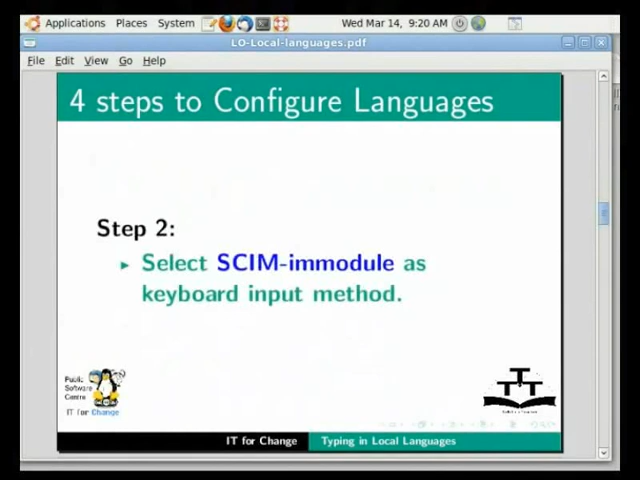 Applications Places System Wed Mar 14, 9:20 AM
LO-Local-languages.pdf
File Edit View Go Help
4 steps to Configure Languages
Step 2:
Select SCIM-immodule as
keyboard input method.
Public
Software
Centre
IT for Change
IT for Change Typing in Local Languages